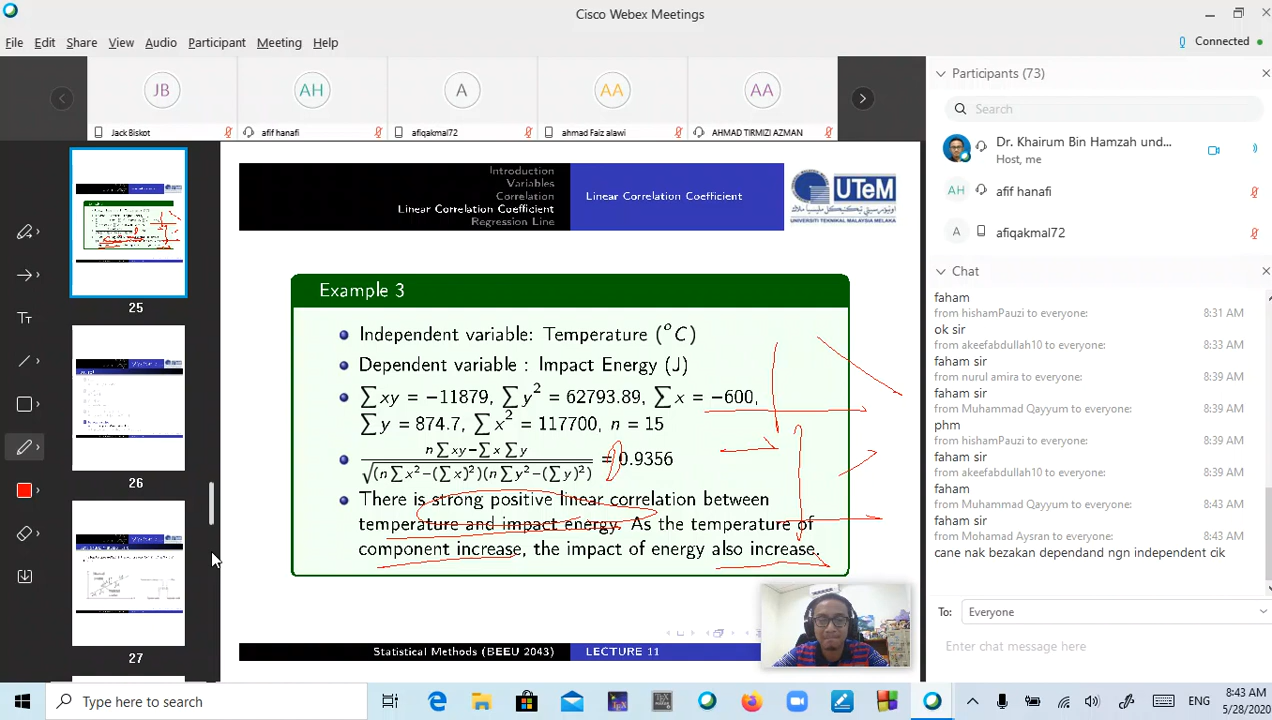 Cisco Webex Meetings
File Edit Share View Audio Participant Meeting Help
Connected
JB AH A AA AA
Jack Biskot afif hanafi afiqakmal72 ahmad Faiz alawi AHMAD TIRMIZI AZMAN
25
26
27
Introduction
Variables
Correlation
Linear Correlation Coefficient
Regression Line
Linear Correlation Coefficient
UTeM
اونيۏرسيتي تيكنيكل مليسيا ملاك
UNIVERSITI TEKNIKAL MALAYSIA MELAKA
Example 3
Independent variable: Temperature (°C)
Dependent variable : Impact Energy (J)
∑xy = −11879, ∑y² = 62793.89, ∑x = −600,
∑y = 874.7, ∑x² = 117700, n = 15
n∑xy−∑x∑y / √(n∑x²−(∑x)²)(n∑y²−(∑y)²) = 0.9356
There is strong positive linear correlation between
temperature and impact energy. As the temperature of
component increase, the impact of energy also increase.
Statistical Methods (BEEU 2043) LECTURE 11
Participants (73)
Search
Dr. Khairum Bin Hamzah und...
Host, me
AH afif hanafi
A afiqakmal72
Chat
faham
from hishamPauzi to everyone: 8:31 AM
ok sir
from akeefabdullah10 to everyone: 8:33 AM
faham sir
from nurul amira to everyone: 8:39 AM
faham sir
from Muhammad Qayyum to everyone: 8:39 AM
phm
from hishamPauzi to everyone: 8:39 AM
faham sir
from akeefabdullah10 to everyone: 8:39 AM
faham
from Muhammad Qayyum to everyone: 8:43 AM
faham sir
from Mohamad Aysran to everyone: 8:43 AM
cane nak bezakan dependand ngn independent cik
To: Everyone
Enter chat message here
Type here to search
ENG
8:43 AM
5/28/2020